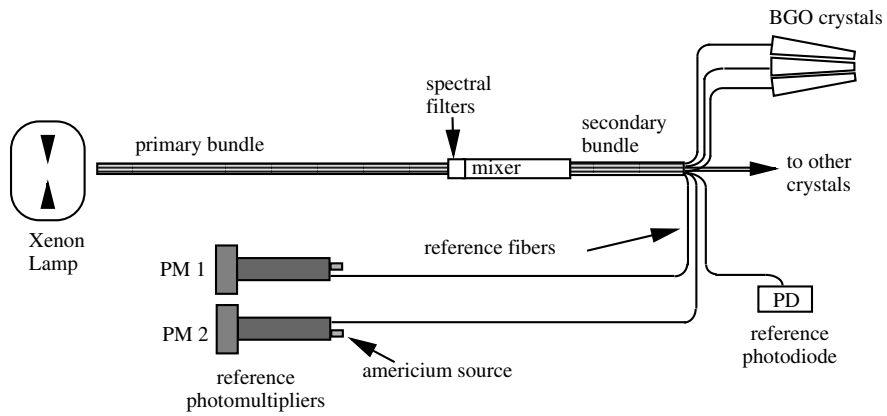 BGO crystals
spectral
filters
primary bundle
secondary
bundle
mixer
to other
crystals
Xenon
Lamp
reference fibers
PM 1
PD
PM 2
reference
photodiode
americium source
reference
photomultipliers